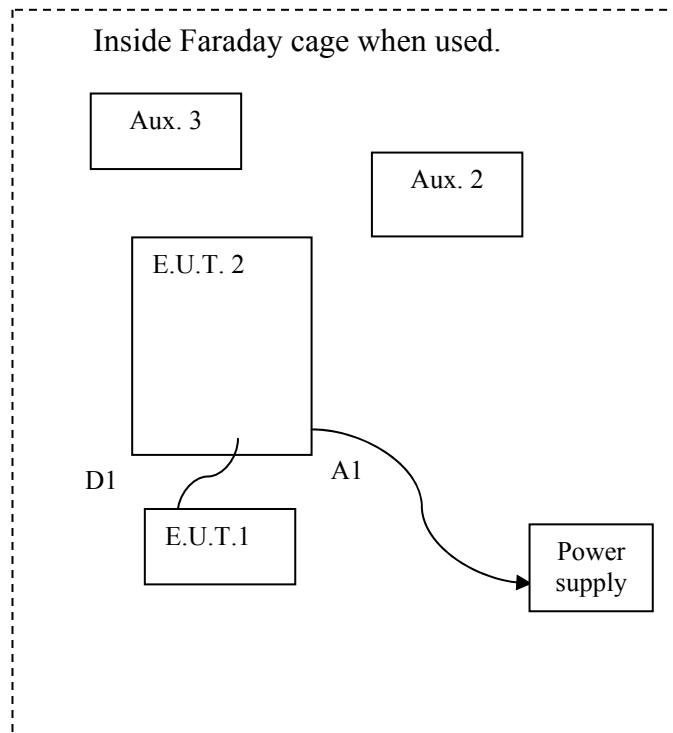 Inside Faraday cage when used.
Aux. 3
Aux. 2
E.U.T. 2
D1
A1
E.U.T.1
Power
supply